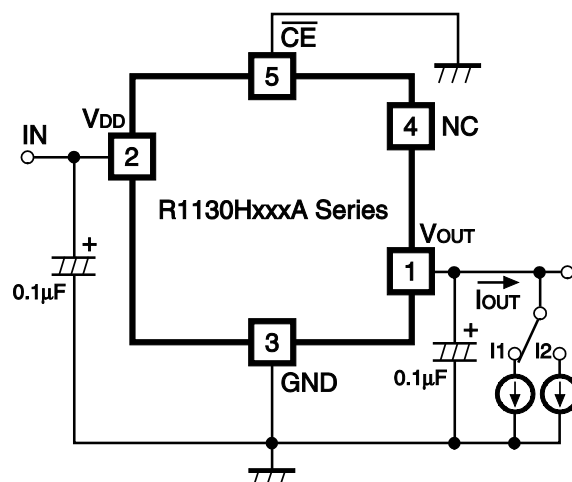 CE
5
VDD
IN
4 NC
2
R1130HxxxA Series
VOUT
1
IOUT
+
0.1μF
3
+
I1 I2
0.1μF
GND